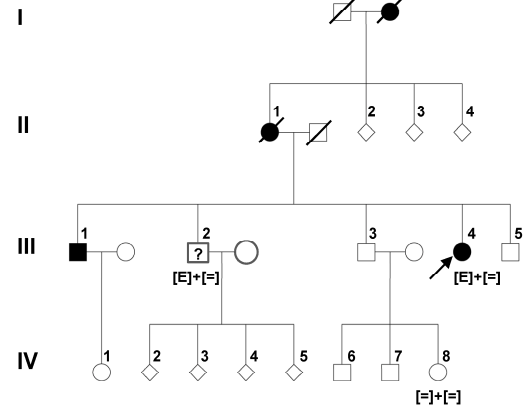 I
II
1 2 3 4
III
1 2 3 4 5
?
[E]+[=] [E]+[=]
IV
1 2 3 4 5 6 7 8
[=]+[=]